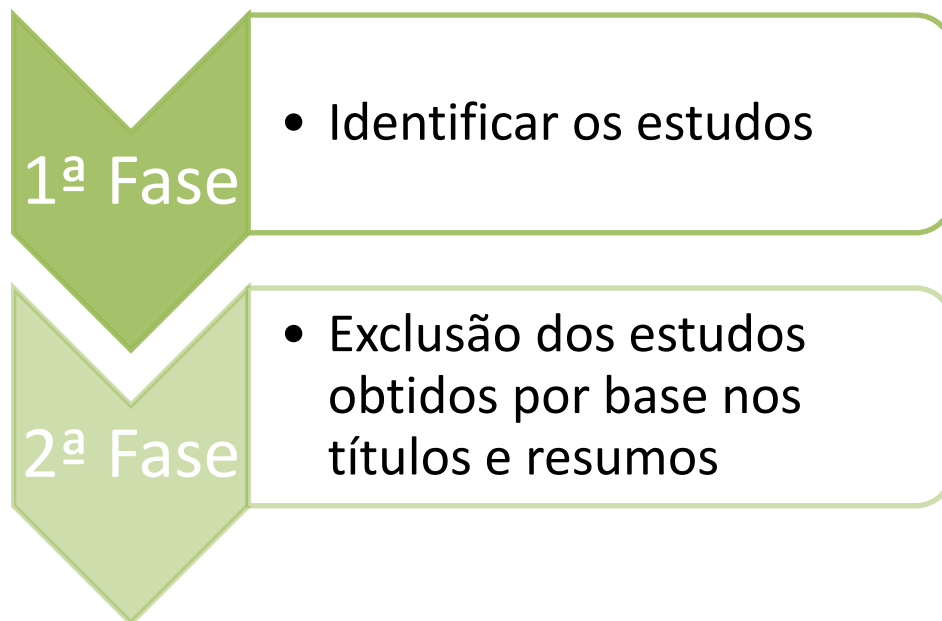 1ª Fase
• Identificar os estudos
2ª Fase
• Exclusão dos estudos
obtidos por base nos
títulos e resumos